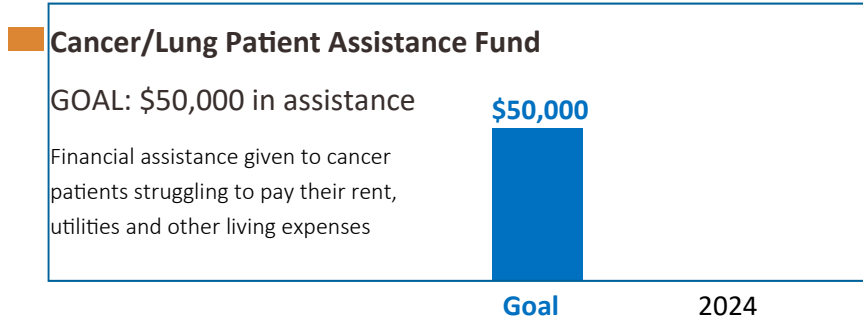 Cancer/Lung Patient Assistance Fund
GOAL: $50,000 in assistance
Financial assistance given to cancer
patients struggling to pay their rent,
utilities and other living expenses
$50,000
Goal
2024